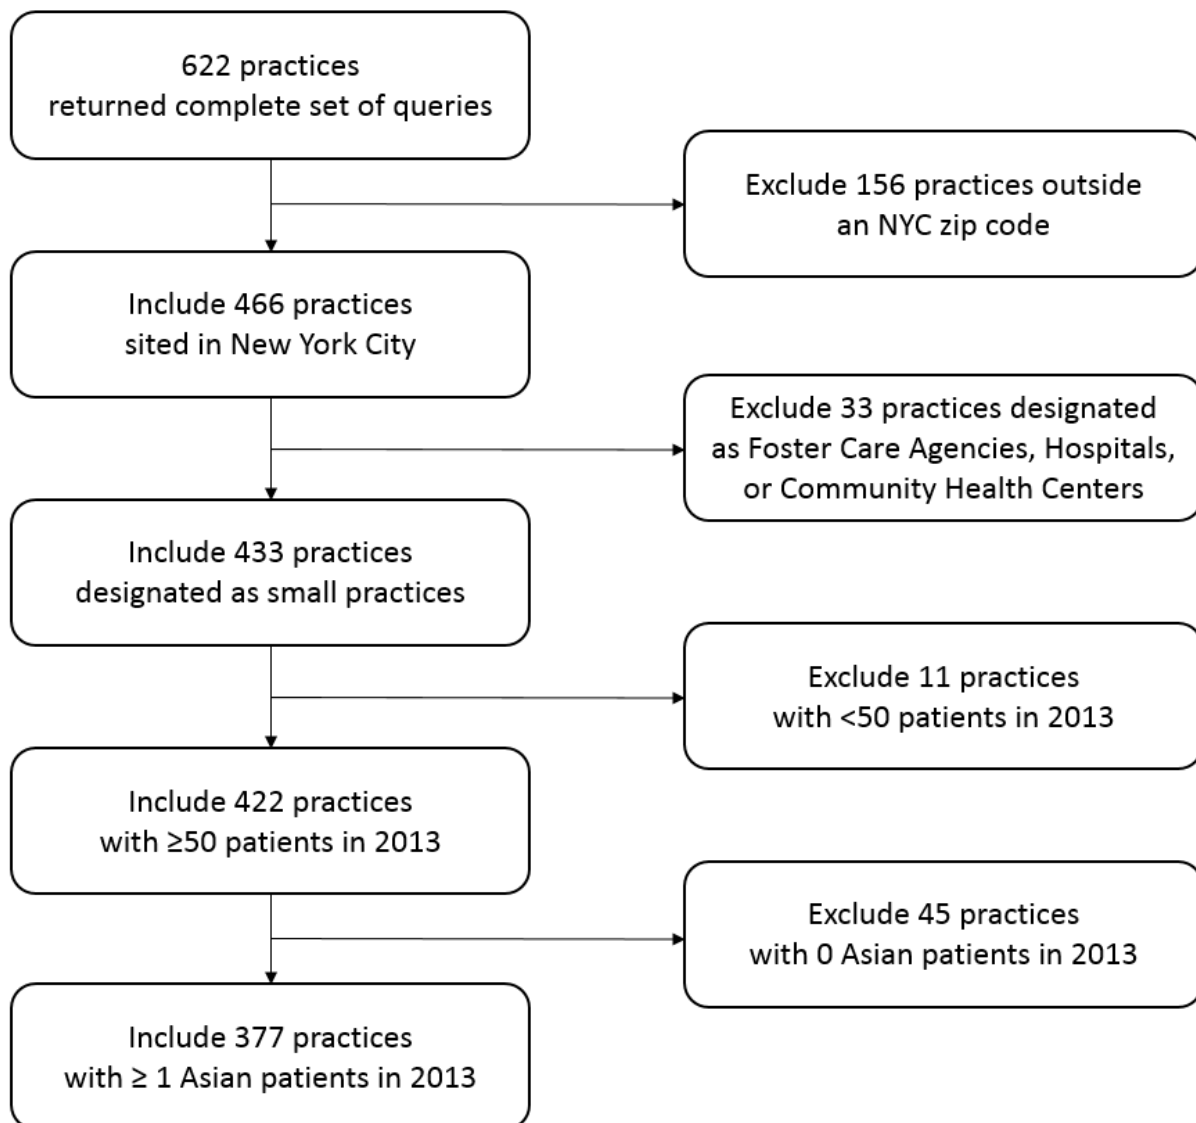 622 practices
returned complete set of queries
Exclude 156 practices outside
an NYC zip code
Include 466 practices
sited in New York City
Exclude 33 practices designated
as Foster Care Agencies, Hospitals,
or Community Health Centers
Include 433 practices
designated as small practices
Exclude 11 practices
with <50 patients in 2013
Include 422 practices
with ≥50 patients in 2013
Exclude 45 practices
with 0 Asian patients in 2013
Include 377 practices
with ≥ 1 Asian patients in 2013